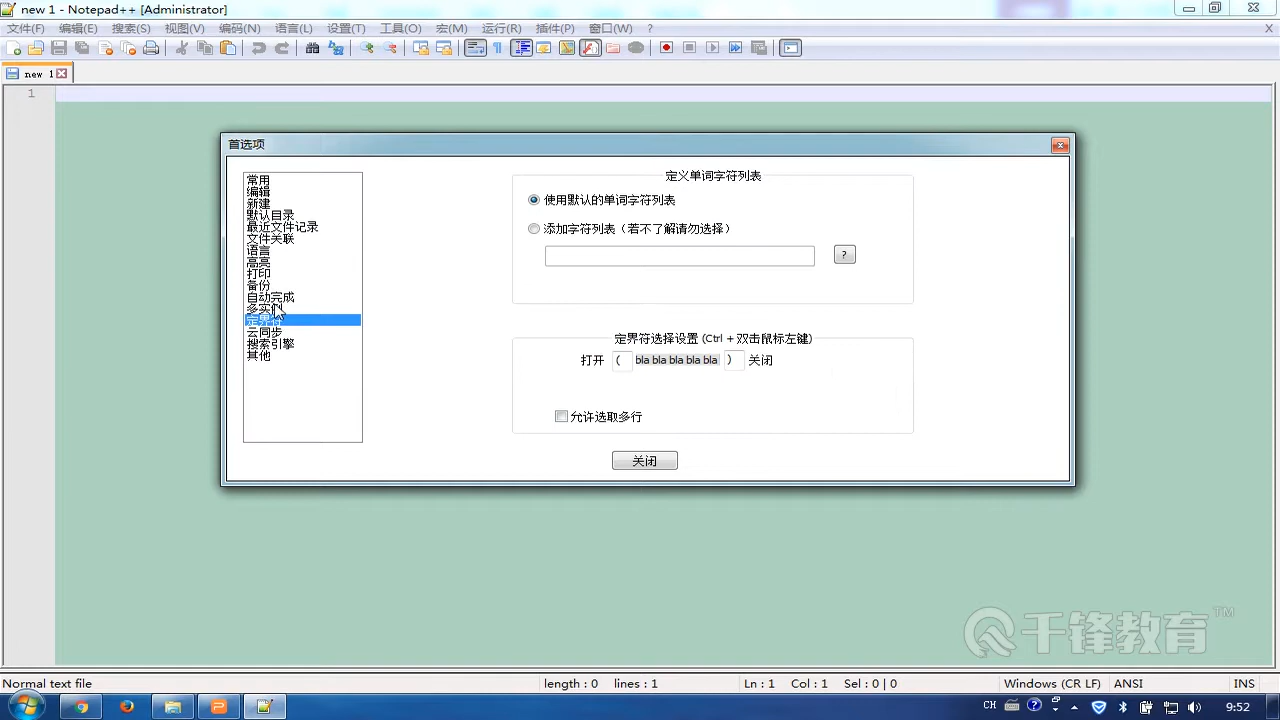 new 1 - Notepad++ [Administrator]
文件(F) 编辑(E) 搜索(S) 视图(V) 编码(N) 语言(L) 设置(T) 工具(O) 宏(M) 运行(R) 插件(P) 窗口(W) ? X
new 1
1
首选项
常用
编辑
新建
默认目录
最近文件记录
文件关联
语言
高亮
打印
备份
自动完成
多实例
定界符
云同步
搜索引擎
其他
定义单词字符列表
使用默认的单词字符列表
添加字符列表（若不了解请勿选择）
?
定界符选择设置 (Ctrl + 双击鼠标左键)
打开 ( bla bla bla bla bla ) 关闭
允许选取多行
关闭
千锋教育 TM
Normal text file length : 0 lines : 1 Ln : 1 Col : 1 Sel : 0 | 0 Windows (CR LF) ANSI INS
CH 9:52